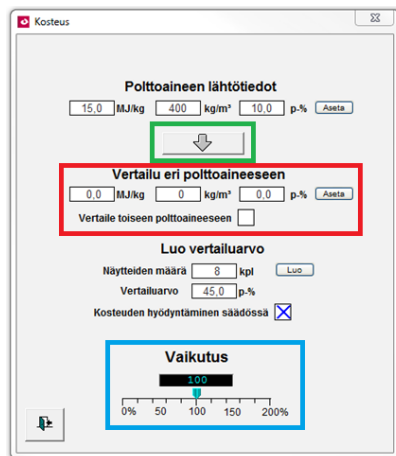 Kosteus
Polttoaineen lähtötiedot
15,0 MJ/kg 400 kg/m³ 10,0 p-% Aseta
Vertailu eri polttoaineeseen
0,0 MJ/kg 0 kg/m³ 0,0 p-% Aseta
Vertaile toiseen polttoaineeseen
Luo vertailuarvo
Näytteiden määrä 8 kpl Luo
Vertailuarvo 45,0 p-%
Kosteuden hyödyntäminen säädössä
Vaikutus
100
0% 50 100 150 200%